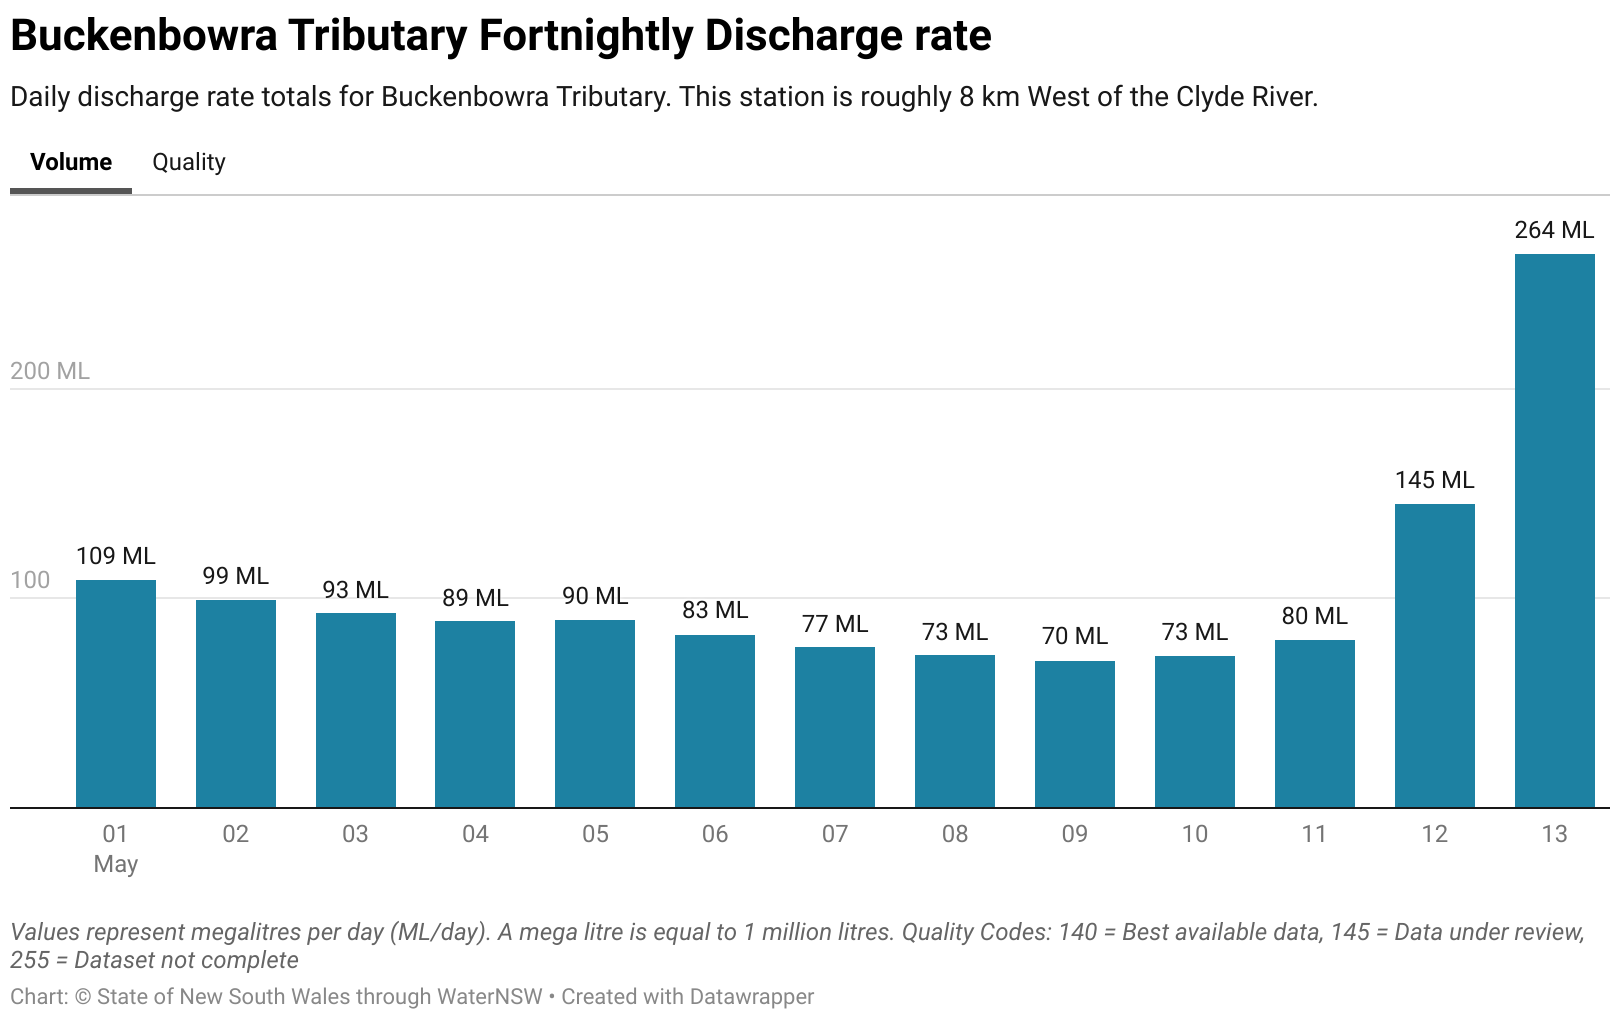 Buckenbowra Tributary Fortnightly Discharge rate
Daily discharge rate totals for Buckenbowra Tributary. This station is roughly 8 km West of the Clyde River.
Volume Quality
264 ML
200 ML
145 ML
109 ML
100
99 ML
93 ML
89 ML
90 ML
83 ML
77 ML
73 ML
70 ML
73 ML
80 ML
01 02 03 04 05 06 07 08 09 10 11 12 13
May
Values represent megalitres per day (ML/day). A mega litre is equal to 1 million litres. Quality Codes: 140 = Best available data, 145 = Data under review,
255 = Dataset not complete
Chart: © State of New South Wales through WaterNSW • Created with Datawrapper